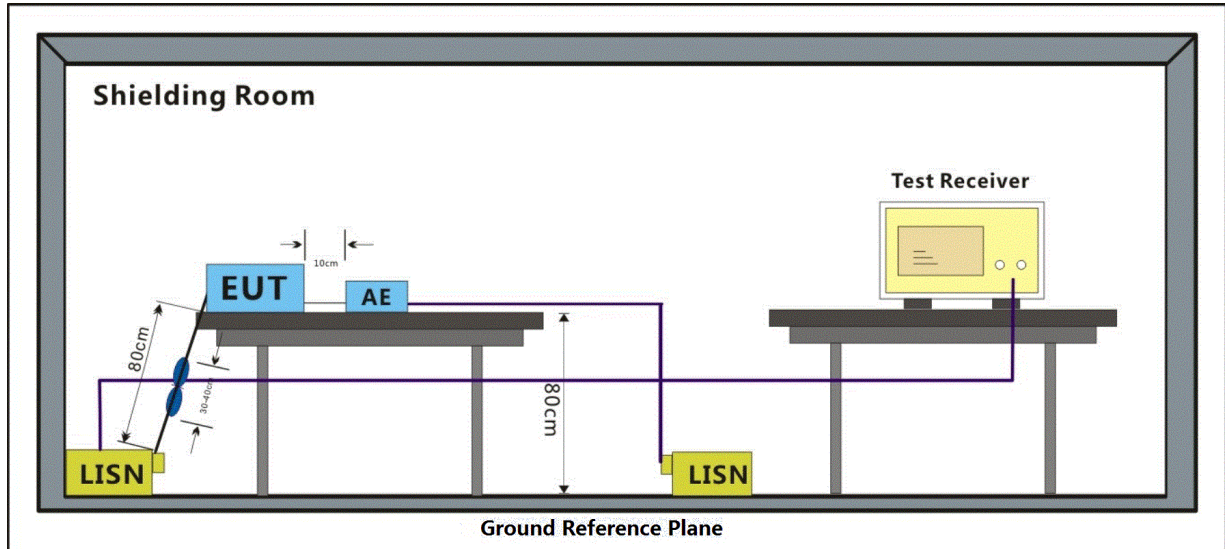 Shielding Room
Test Receiver
10cm
EUT
AE
80cm
30-40cm
80cm
LISN
LISN
Ground Reference Plane